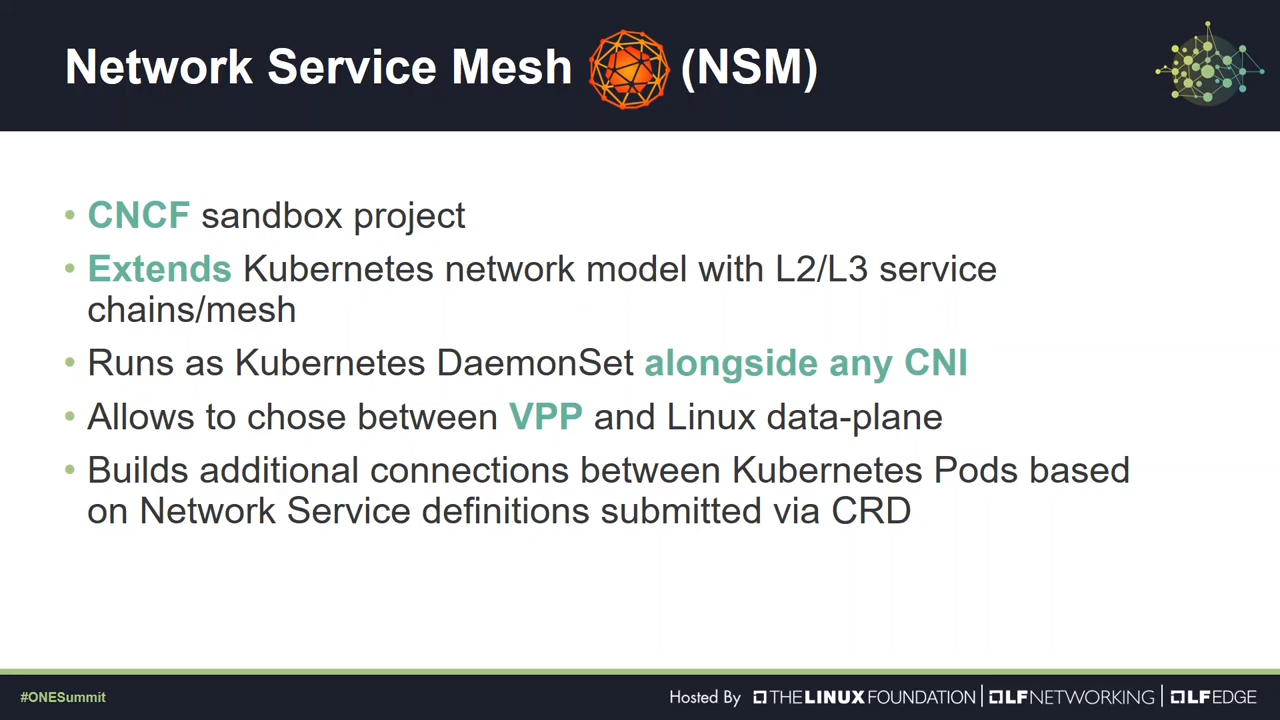 Network Service Mesh (NSM)
• CNCF sandbox project
• Extends Kubernetes network model with L2/L3 service
chains/mesh
• Runs as Kubernetes DaemonSet alongside any CNI
• Allows to chose between VPP and Linux data-plane
• Builds additional connections between Kubernetes Pods based
on Network Service definitions submitted via CRD
#ONESummit
Hosted By THE LINUX FOUNDATION | LF NETWORKING | LF EDGE